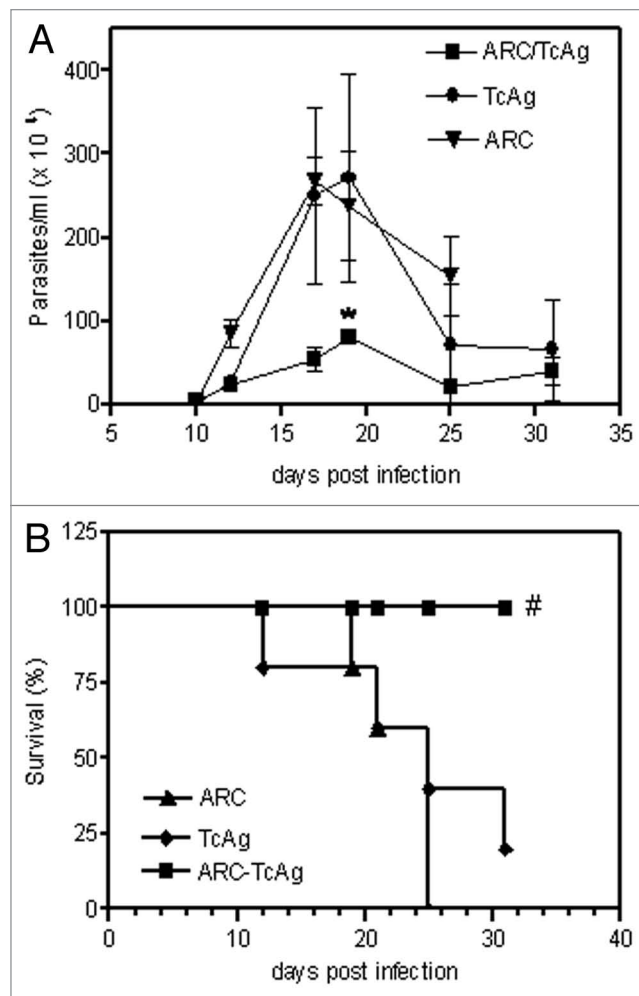 A
400
300
200
100
0
5 10 15 20 25 30 35
Parasites/ml (x 10⁴)
days post infection
ARC/TcAg
TcAg
ARC
*
B
125
100
75
50
25
0
0 10 20 30 40
Survival (%)
days post infection
ARC
TcAg
ARC-TcAg
#